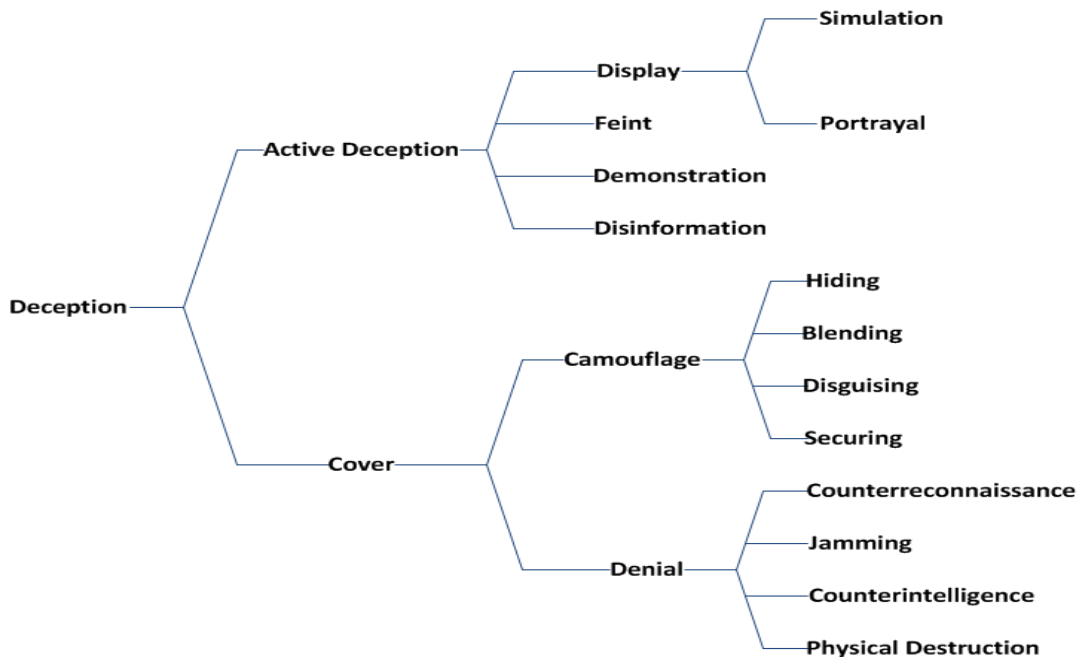 Simulation
Display
Feint
Portrayal
Active Deception
Demonstration
Disinformation
Hiding
Deception
Blending
Camouflage
Disguising
Securing
Cover
Counterreconnaissance
Jamming
Denial
Counterintelligence
Physical Destruction